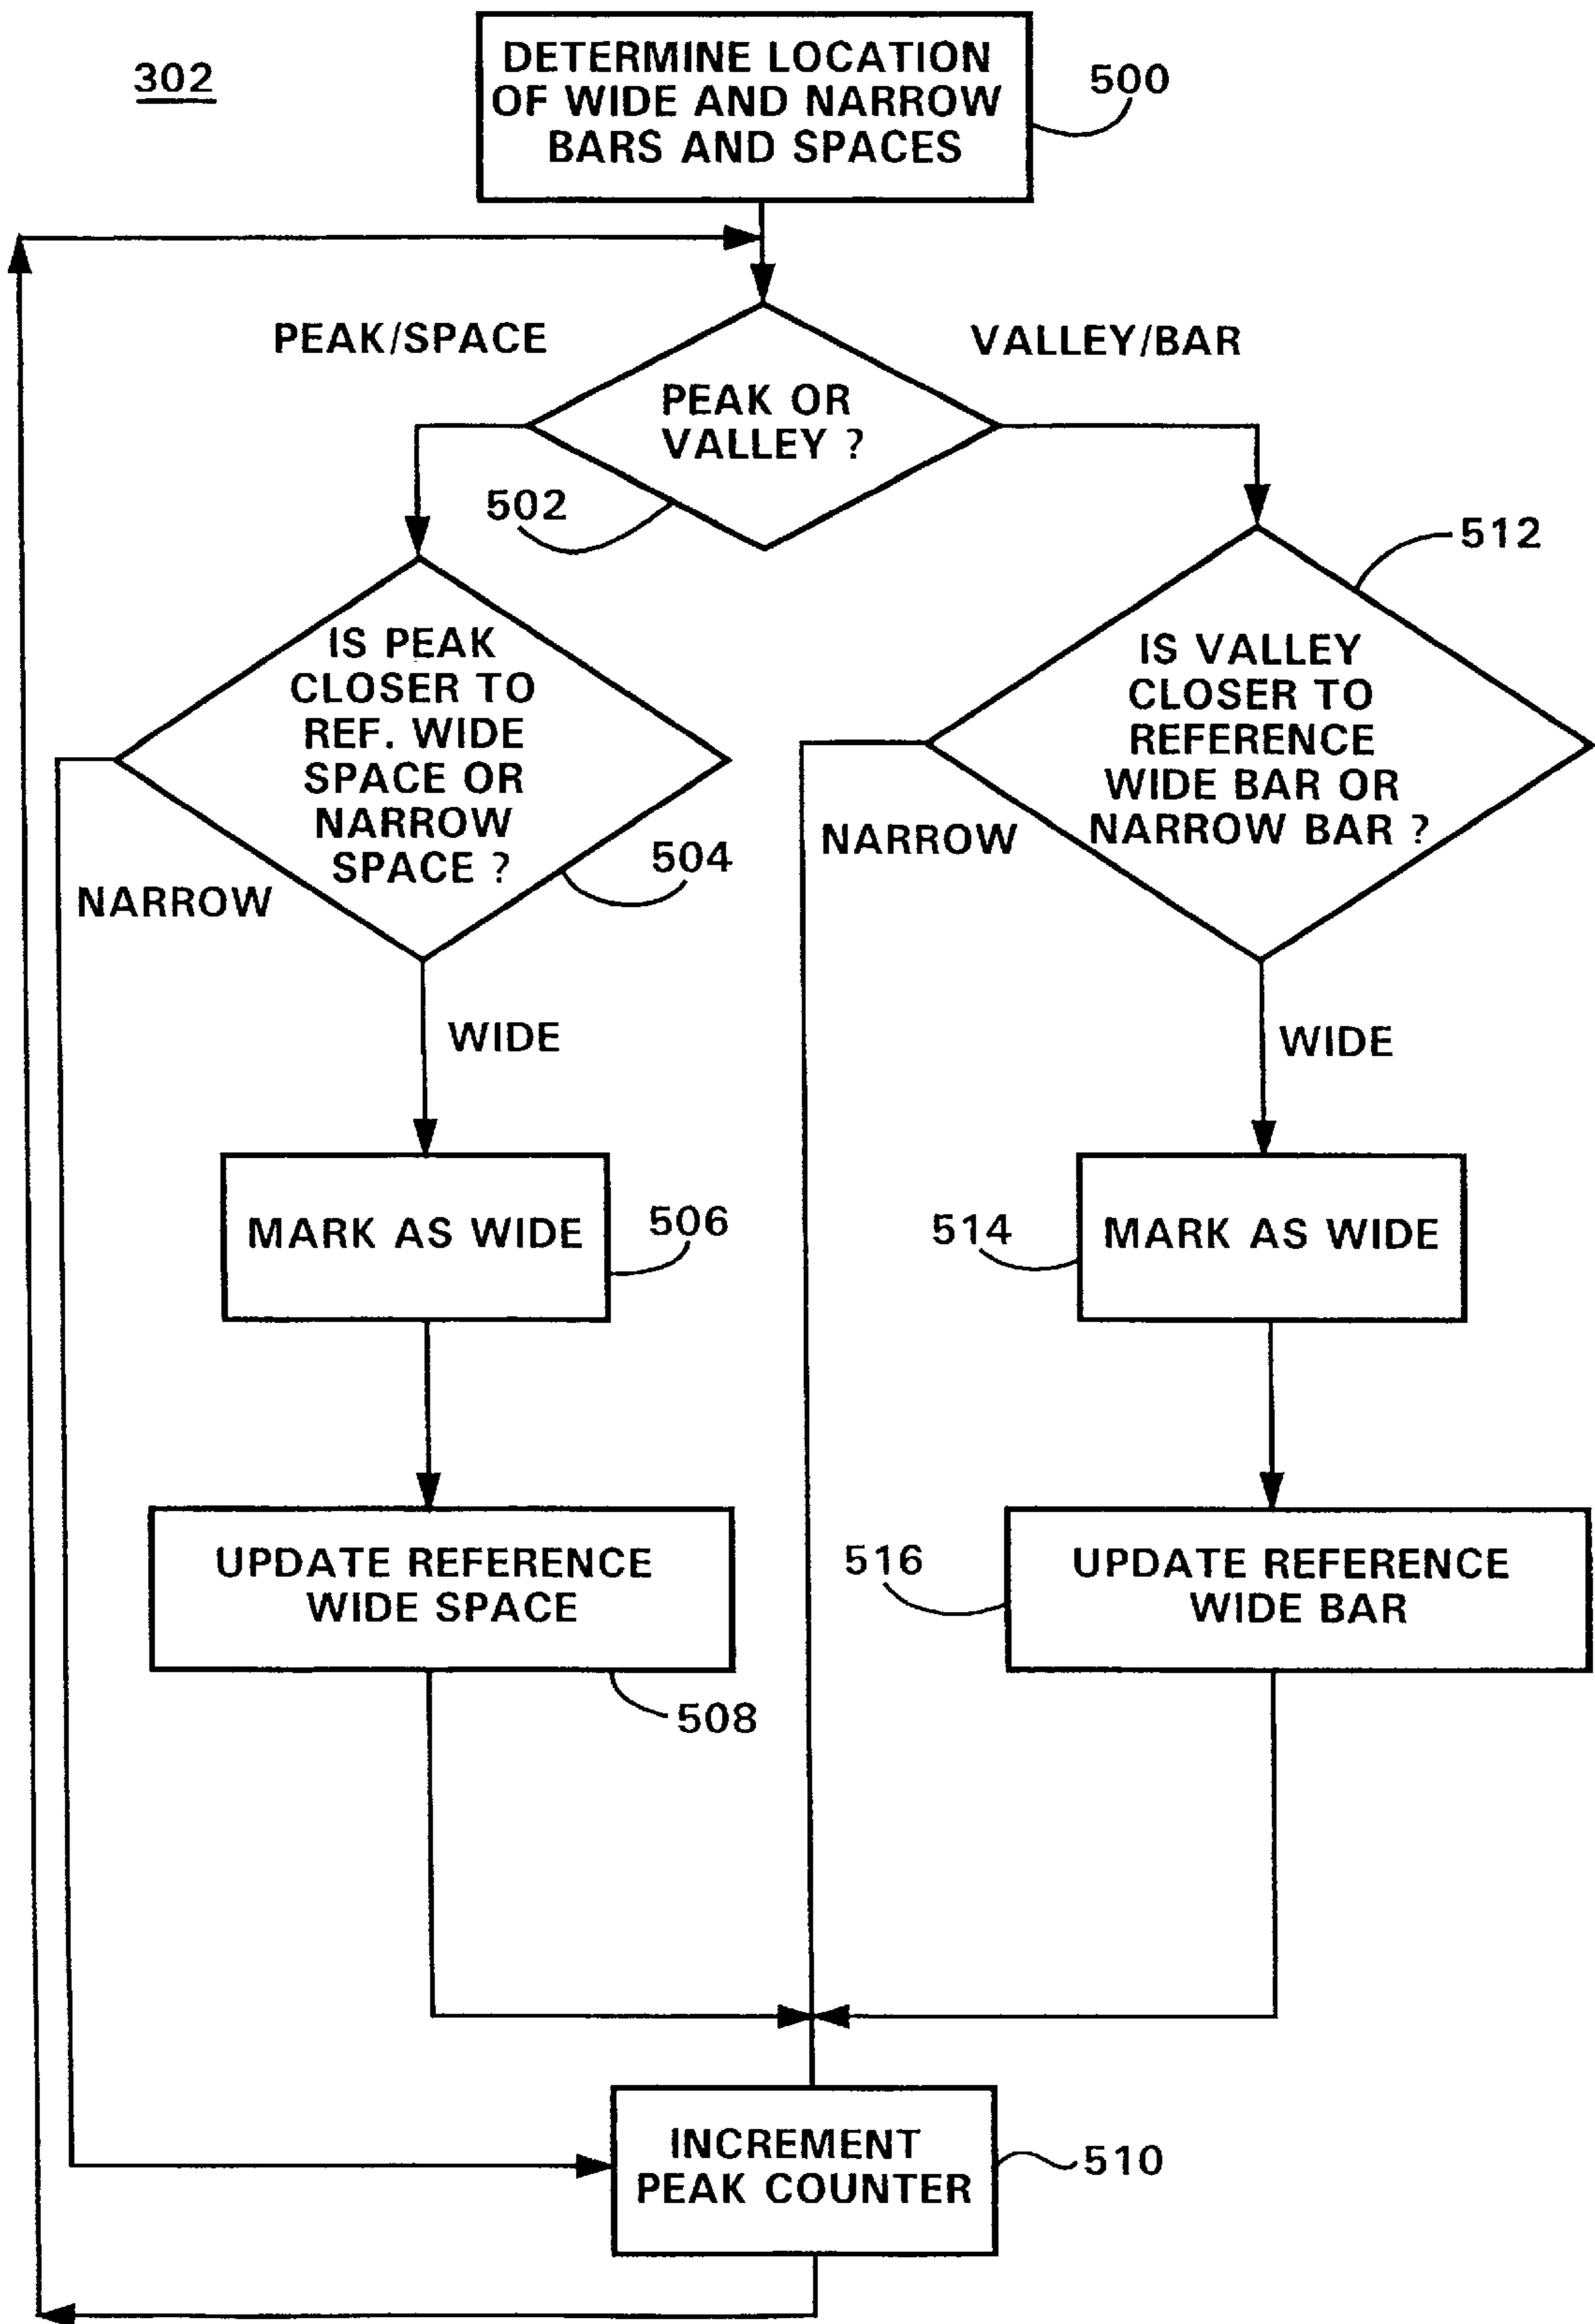 302
DETERMINE LOCATION
OF WIDE AND NARROW
BARS AND SPACES
500
PEAK/SPACE
VALLEY/BAR
PEAK OR
VALLEY ?
502
512
IS PEAK
CLOSER TO
REF. WIDE
SPACE OR
NARROW
SPACE ?
504
NARROW
IS VALLEY
CLOSER TO
REFERENCE
WIDE BAR OR
NARROW BAR ?
NARROW
WIDE
WIDE
MARK AS WIDE
506
514
MARK AS WIDE
UPDATE REFERENCE
WIDE SPACE
508
516
UPDATE REFERENCE
WIDE BAR
INCREMENT
PEAK COUNTER
510